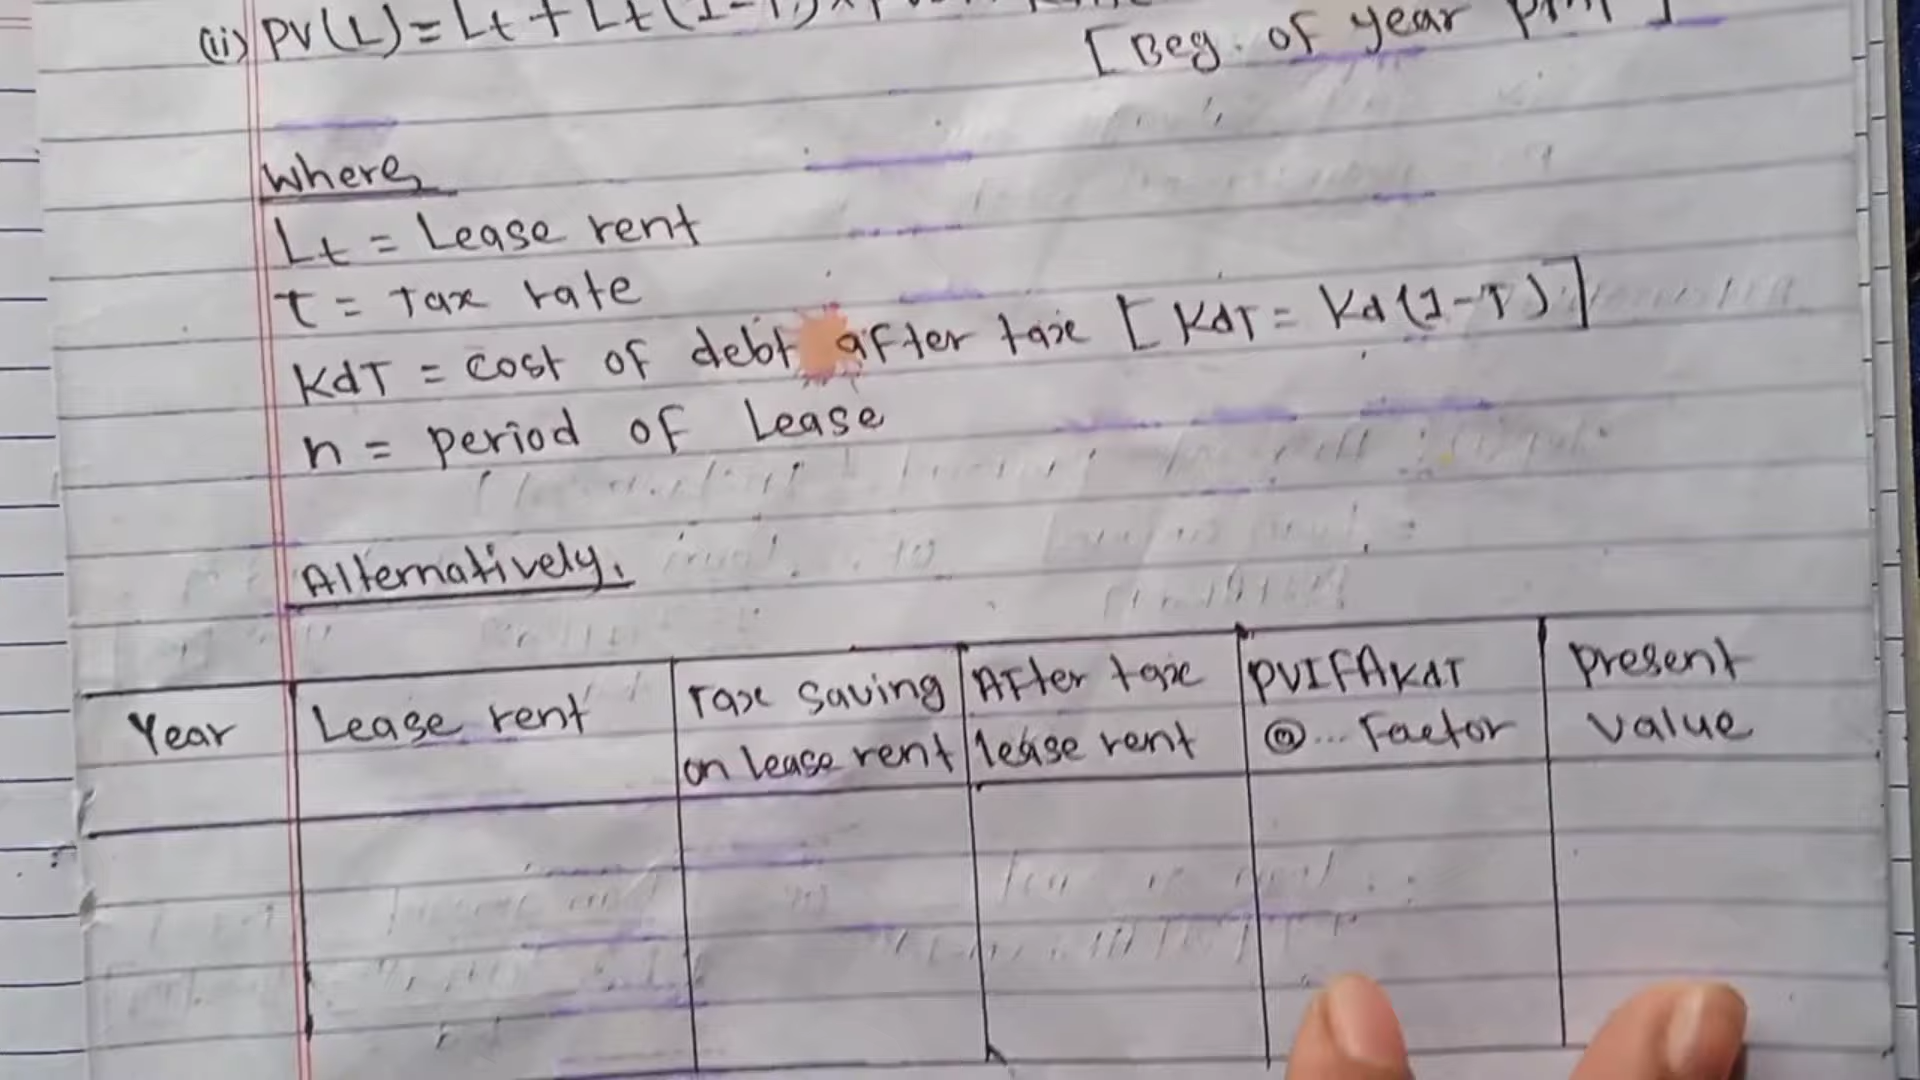 (ii) PV(L) = Lt + Lt(1-T) x
[Beg. of year pmt]
where,
Lt = Lease rent
T = Tax rate
KdT = cost of debt after tax [KdT = Kd(1-T)]
n = period of Lease
Alternatively,
Year | Lease rent | Tax saving on lease rent | After tax lease rent | PVIFAKdT @... Factor | present value